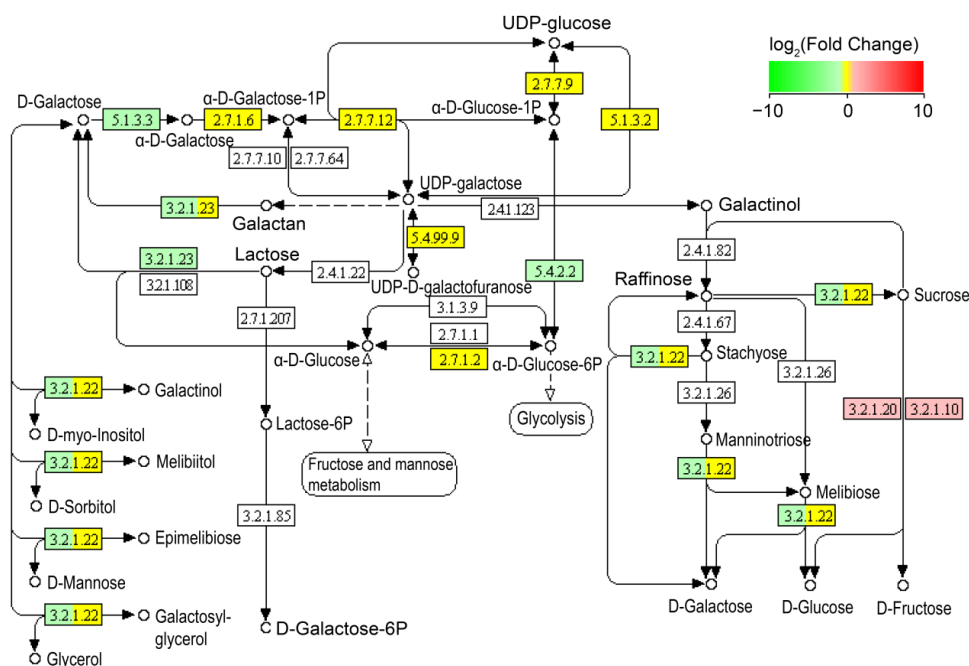 UDP-glucose
log2(Fold Change)
−10
0
10
2.7.7.9
D-Galactose
5.1.3.3
α-D-Galactose
α-D-Galactose-1P
2.7.1.6
2.7.7.12
α-D-Glucose-1P
5.1.3.2
2.7.7.10
2.7.7.64
UDP-galactose
3.2.1.23
Galactan
2.4.1.123
Galactinol
5.4.99.9
2.4.1.82
3.2.1.23
3.2.1.108
Lactose
2.4.1.22
UDP-D-galactofuranose
5.4.2.2
Raffinose
3.2.1.22
Sucrose
3.1.3.9
2.7.1.207
2.7.1.1
2.7.1.2
α-D-Glucose
α-D-Glucose-6P
2.4.1.67
3.2.1.22
Stachyose
3.2.1.26
3.2.1.26
3.2.1.22
Galactinol
D-myo-Inositol
Lactose-6P
Glycolysis
3.2.1.20
3.2.1.10
Manninotriose
3.2.1.22
Melibiitol
D-Sorbitol
Fructose and mannose
metabolism
3.2.1.22
Melibiose
3.2.1.85
3.2.1.22
3.2.1.22
Epimelibiose
D-Mannose
3.2.1.22
Galactosyl-
glycerol
Glycerol
D-Galactose-6P
D-Galactose
D-Glucose
D-Fructose